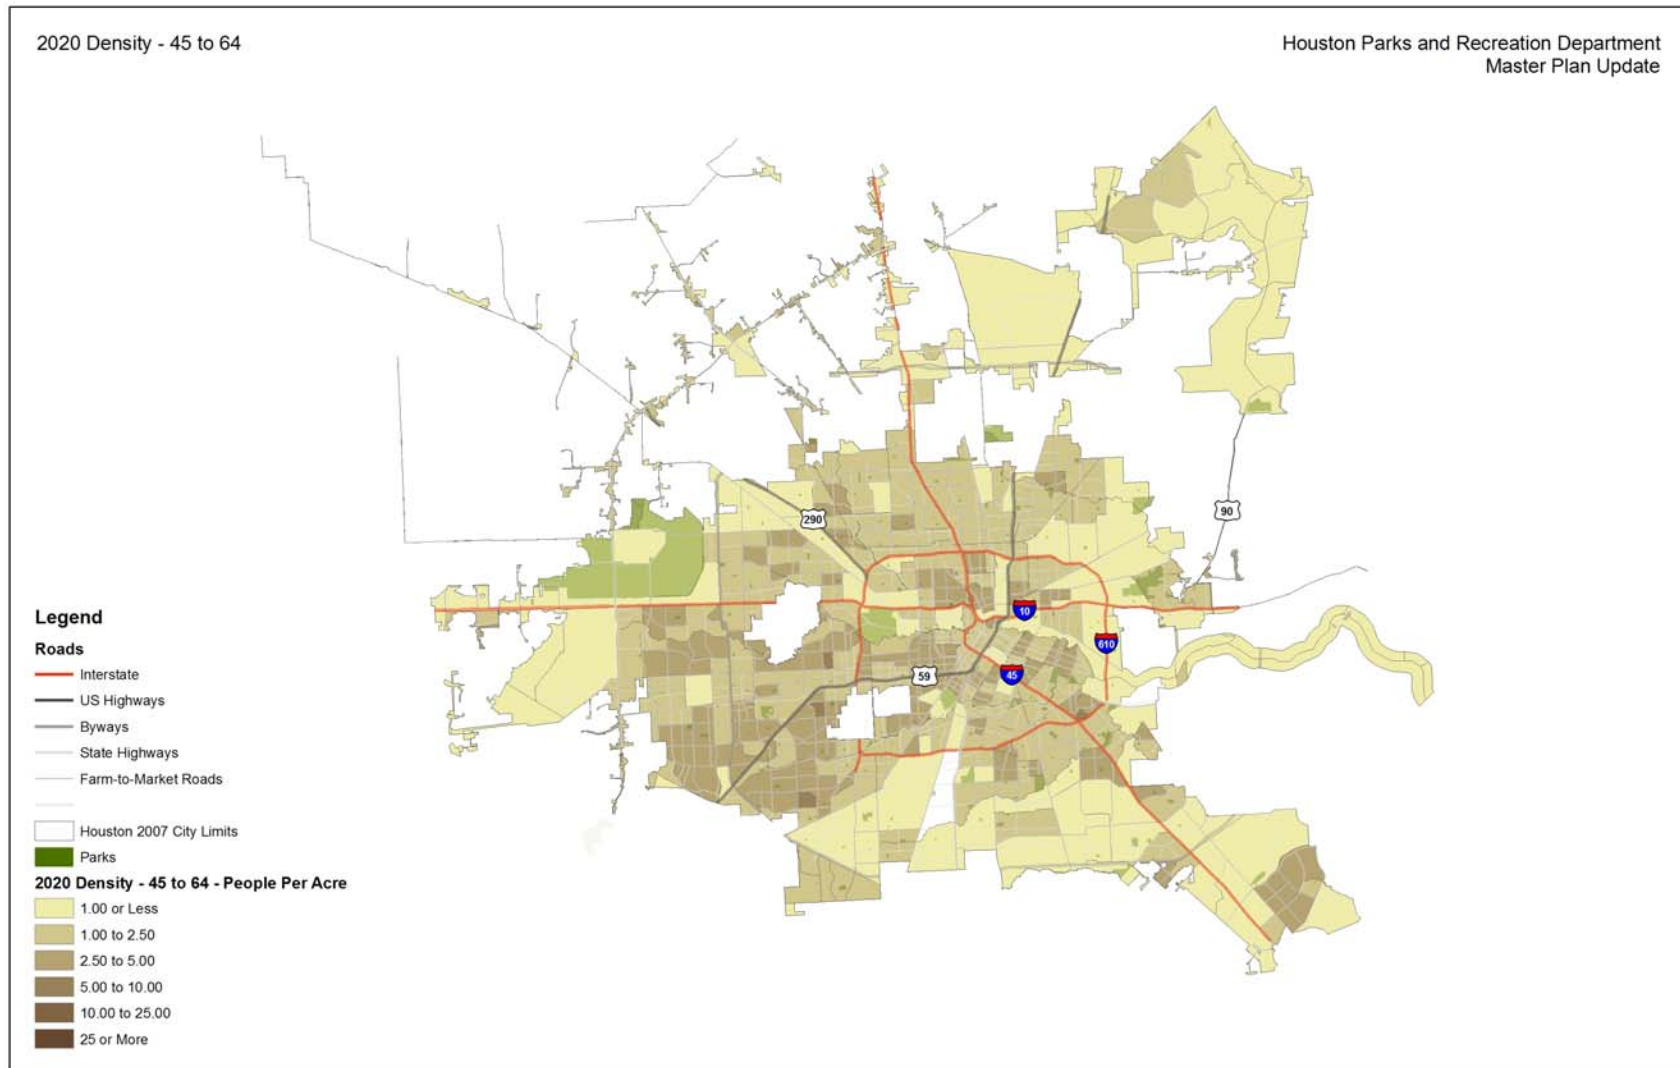 2020 Density - 45 to 64
Houston Parks and Recreation Department
Master Plan Update
290
90
10
610
59
45
Legend
Roads
Interstate
US Highways
Byways
State Highways
Farm-to-Market Roads
Houston 2007 City Limits
Parks
2020 Density - 45 to 64 - People Per Acre
1.00 or Less
1.00 to 2.50
2.50 to 5.00
5.00 to 10.00
10.00 to 25.00
25 or More